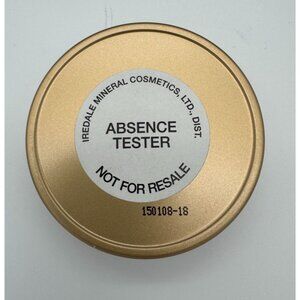 IREDALE MINERAL COSMETICS, LTD., DIST.
ABSENCE
TESTER
NOT FOR RESALE
150108-18